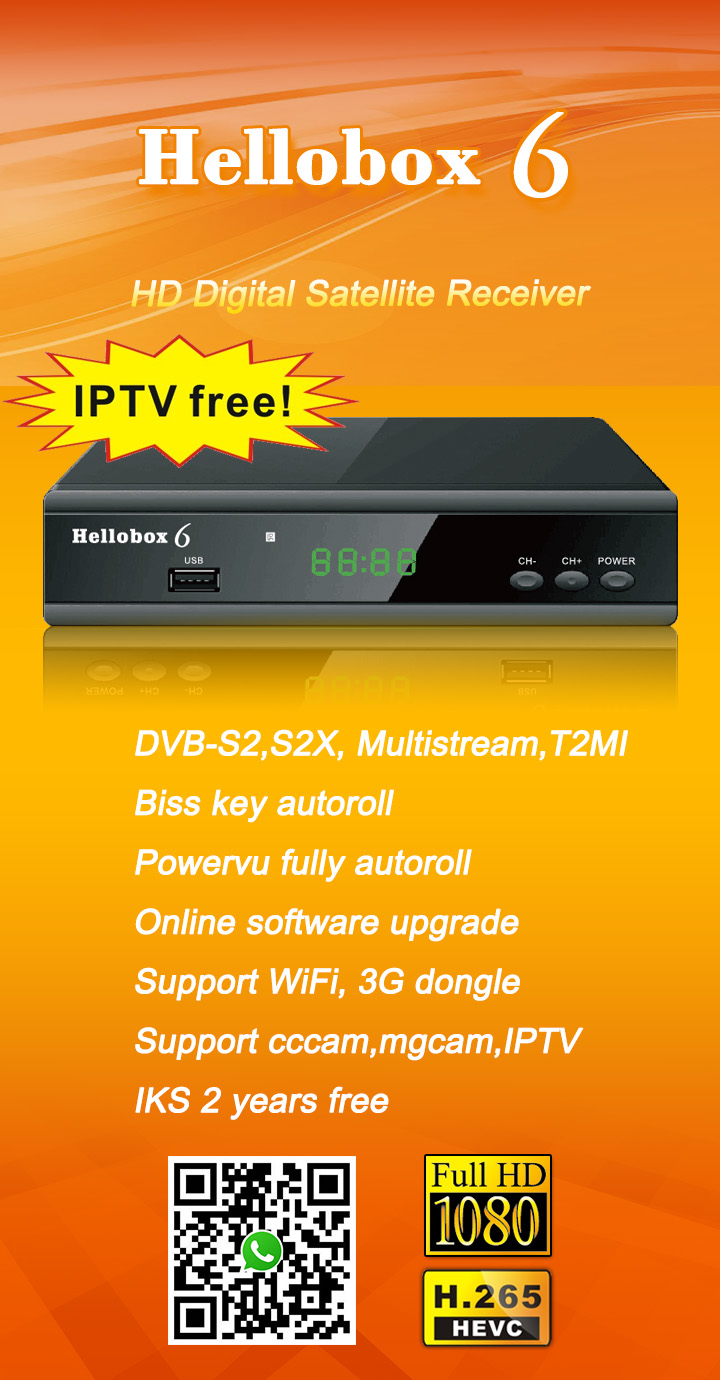 Hellobox 6
HD Digital Satellite Receiver
IPTV free!
Hellobox 6
USB
88:88
CH- CH+ POWER
DVB-S2,S2X, Multistream,T2MI
Biss key autoroll
Powervu fully autoroll
Online software upgrade
Support WiFi, 3G dongle
Support cccam,mgcam,IPTV
IKS 2 years free
Full HD
1080
H.265
HEVC